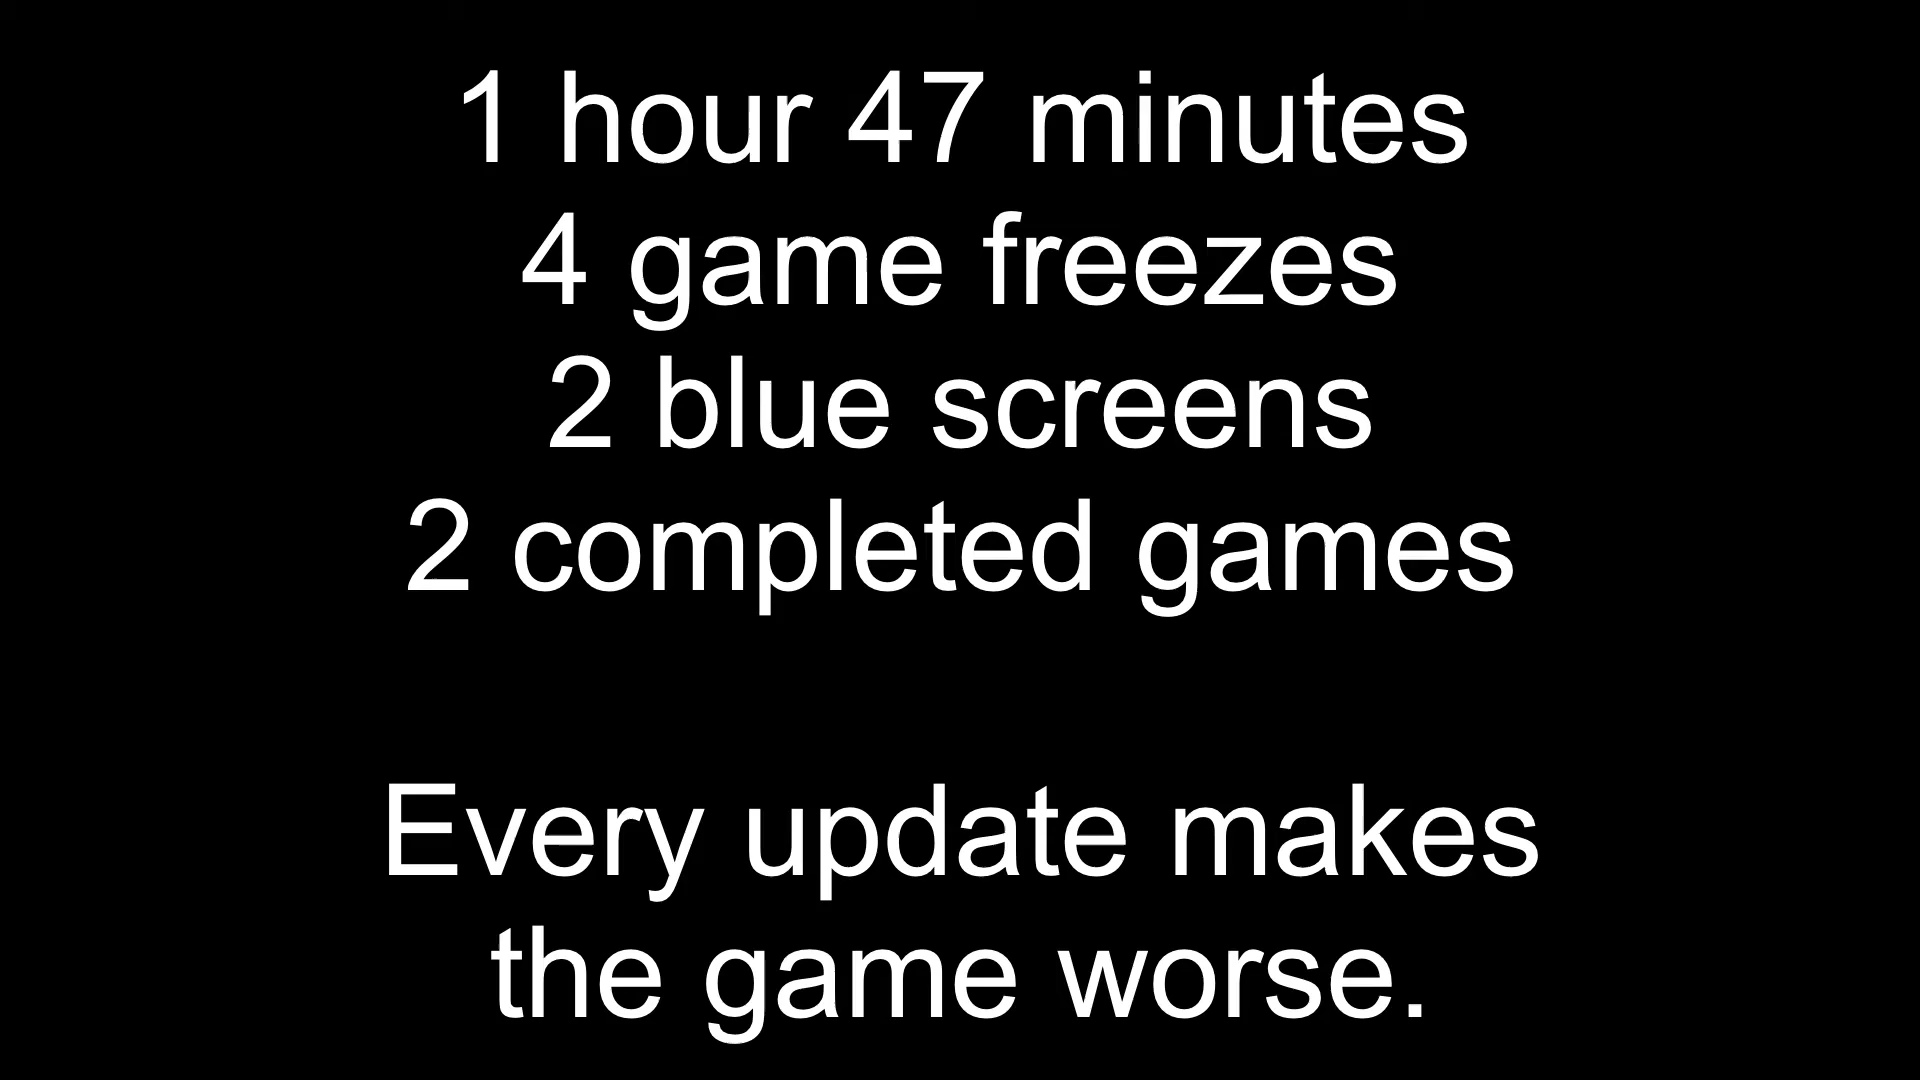 1 hour 47 minutes
4 game freezes
2 blue screens
2 completed games
Every update makes
the game worse.